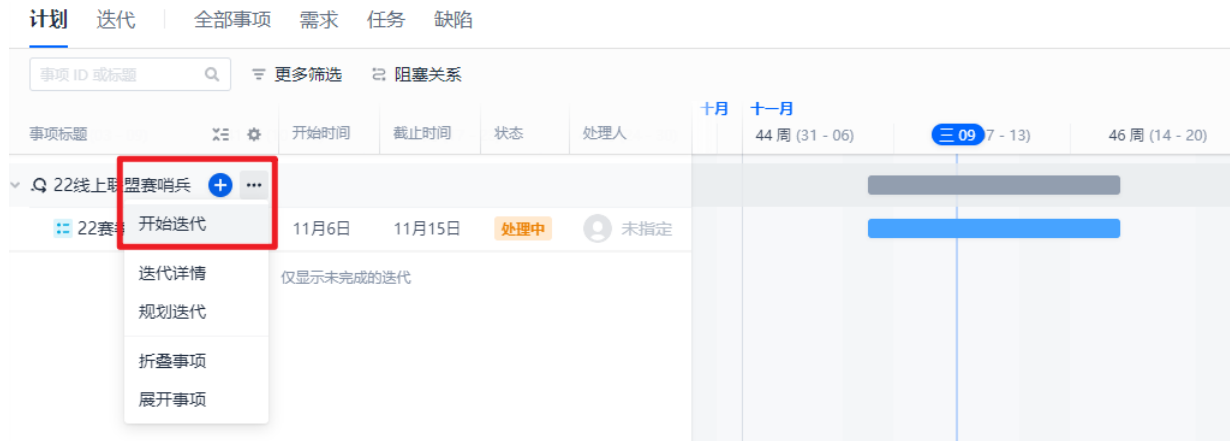 计划 迭代 全部事项 需求 任务 缺陷
事项 ID 或标题 更多筛选 阻塞关系
十月 十一月
事项标题 开始时间 截止时间 状态 处理人 44 周 (31 - 06) 三 09 7 - 13) 46 周 (14 - 20)
22线上联盟赛哨兵
22赛 11月6日 11月15日 处理中 未指定
开始迭代
迭代详情 仅显示未完成的迭代
规划迭代
折叠事项
展开事项